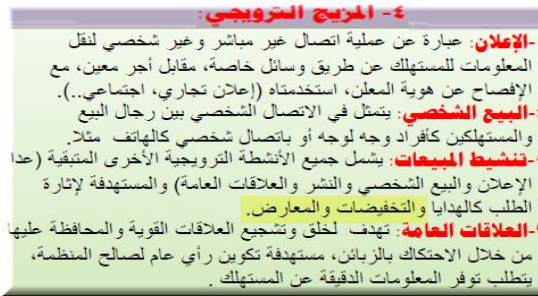 ٤- المزيج الترويجي:
-الإعلان: عبارة عن عملية اتصال غير مباشر وغير شخصي لنقل
المعلومات للمستهلك عن طريق وسائل خاصة، مقابل أجر معين، مع
الإفصاح عن هوية المعلن، استخدمتاه (إعلان تجاري، اجتماعي..).
-البيع الشخصي: يتمثل في الاتصال الشخصي بين رجال البيع
والمستهلكين كأفراد وجه لوجه أو باتصال شخصي كالهاتف مثلا.
-تنشيط المبيعات: يشمل جميع الأنشطة الترويجية الأخرى المتبقية (عدا
الإعلان والبيع الشخصي والنشر والعلاقات العامة) والمستهدفة لإثارة
الطلب كالهدايا والتخفيضات والمعارض.
-العلاقات العامة: تهدف لخلق وتشجيع العلاقات القوية والمحافظة عليها
من خلال الاحتكاك بالزبائن، مستهدفة تكوين رأي عام لصالح المنظمة،
يتطلب توفر المعلومات الدقيقة عن المستهلك .